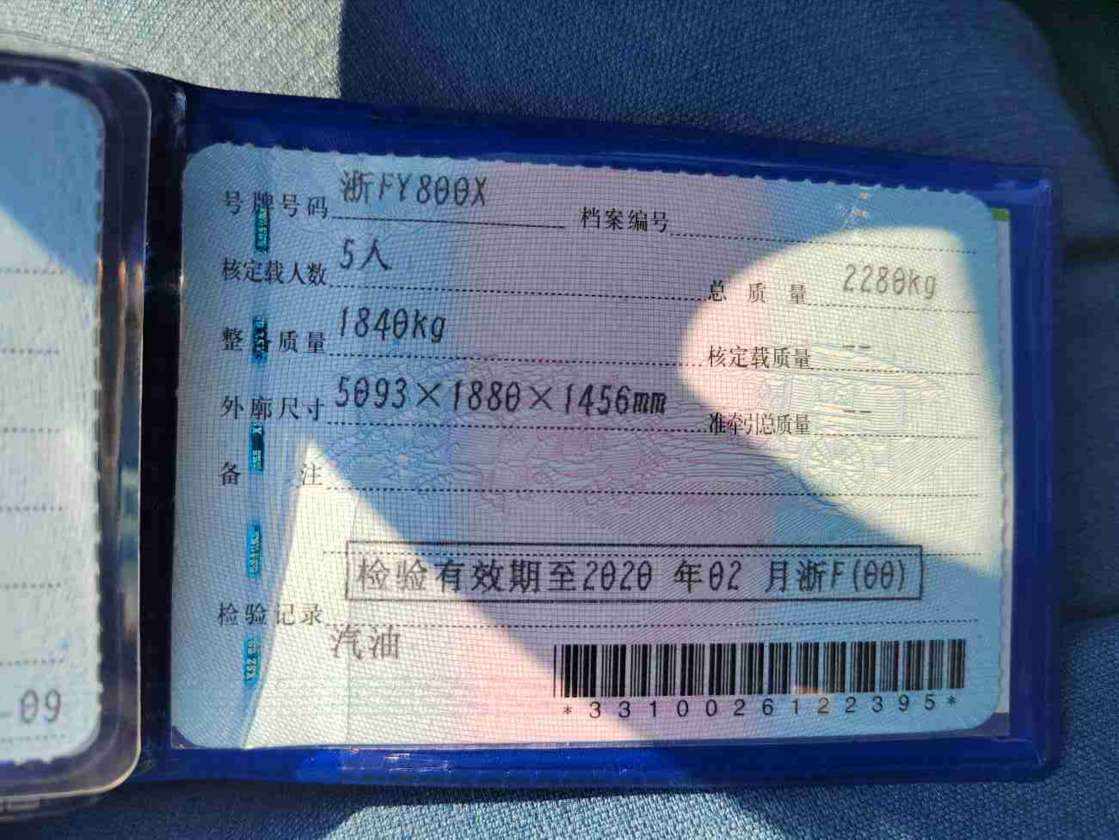 号牌号码 浙FY800X 档案编号
核定载人数 5人 总质量 2280kg
整备质量 1840kg 核定载质量 --
外廓尺寸 5093×1880×1456mm 准牵引总质量 --
备注
检验有效期至2020年02月浙F(00)
检验记录
汽油
*3310026122395*
-09